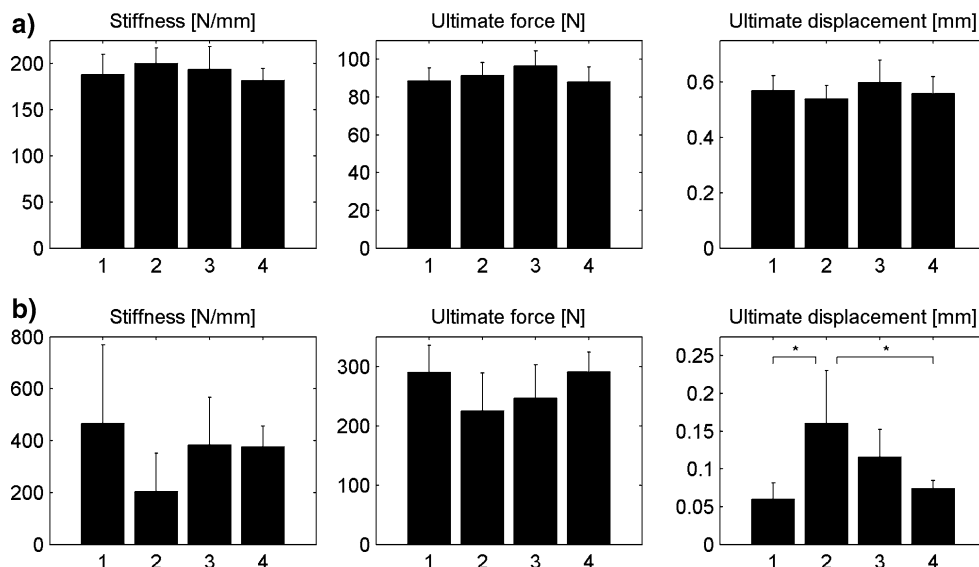 a) Stiffness [N/mm] Ultimate force [N] Ultimate displacement [mm]
200 100
150 80 0.6
60 0.4
100 40
50 20 0.2
0 0 0
1 2 3 4 1 2 3 4 1 2 3 4
b) Stiffness [N/mm] Ultimate force [N] Ultimate displacement [mm]
800 300 0.25 * *
600 0.2
400 200 0.15
200 100 0.1
0.05
0 0 0
1 2 3 4 1 2 3 4 1 2 3 4